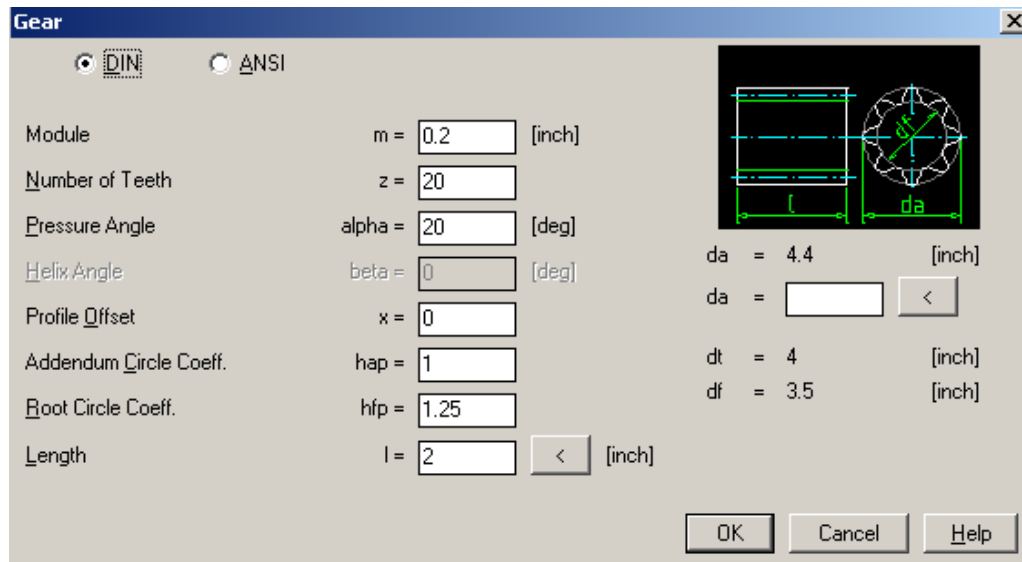 Gear
DIN ANSI
Module m = 0.2 [inch]
Number of Teeth z = 20
Pressure Angle alpha = 20 [deg]
Helix Angle beta = 0 [deg]
Profile Offset x = 0
Addendum Circle Coeff. hap = 1
Root Circle Coeff. hfp = 1.25
Length l = 2 < [inch]
df
l da
da = 4.4 [inch]
da = <
dt = 4 [inch]
df = 3.5 [inch]
OK Cancel Help